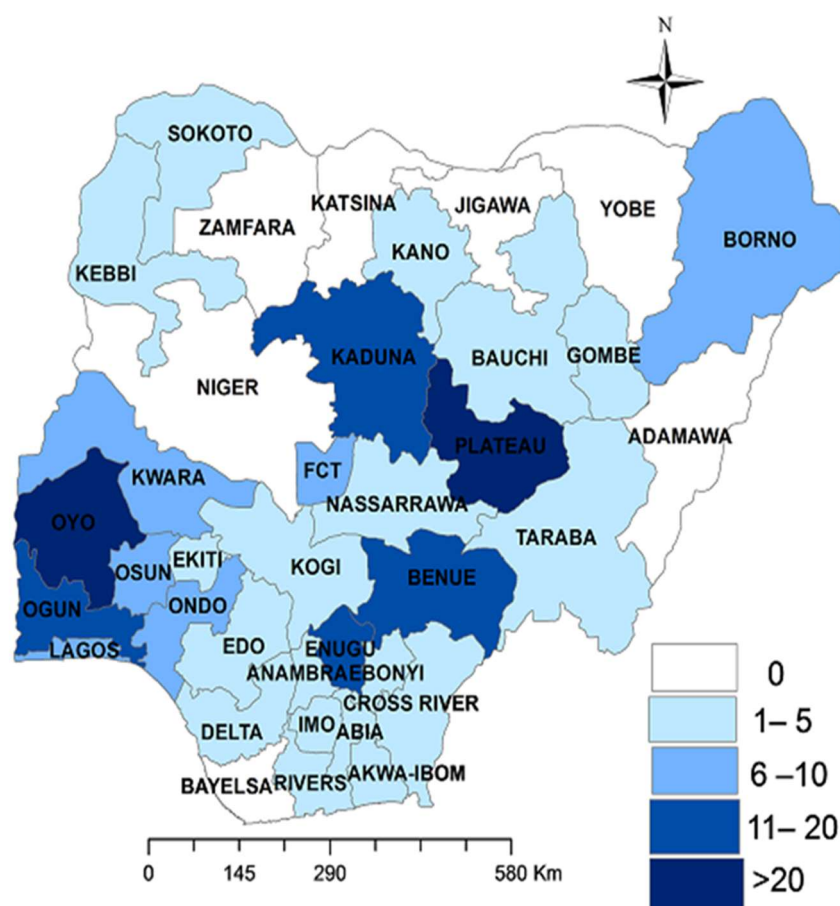 N
SOKOTO
KATSINA
JIGAWA
YOBE
ZAMFARA
BORNO
KANO
KEBBI
KADUNA
BAUCHI
GOMBE
NIGER
ADAMAWA
PLATEAU
FCT
KWARA
NASSARRAWA
OYO
TARABA
EKITI
OSUN
KOGI
BENUE
OGUN
ONDO
EDO
ENUGU
LAGOS
ANAMBRAEBONYI
CROSS RIVER
DELTA
IMO
ABIA
BAYELSA
RIVERS
AKWA-IBOM
0
1– 5
6 –10
11– 20
>20
0 145 290 580 Km